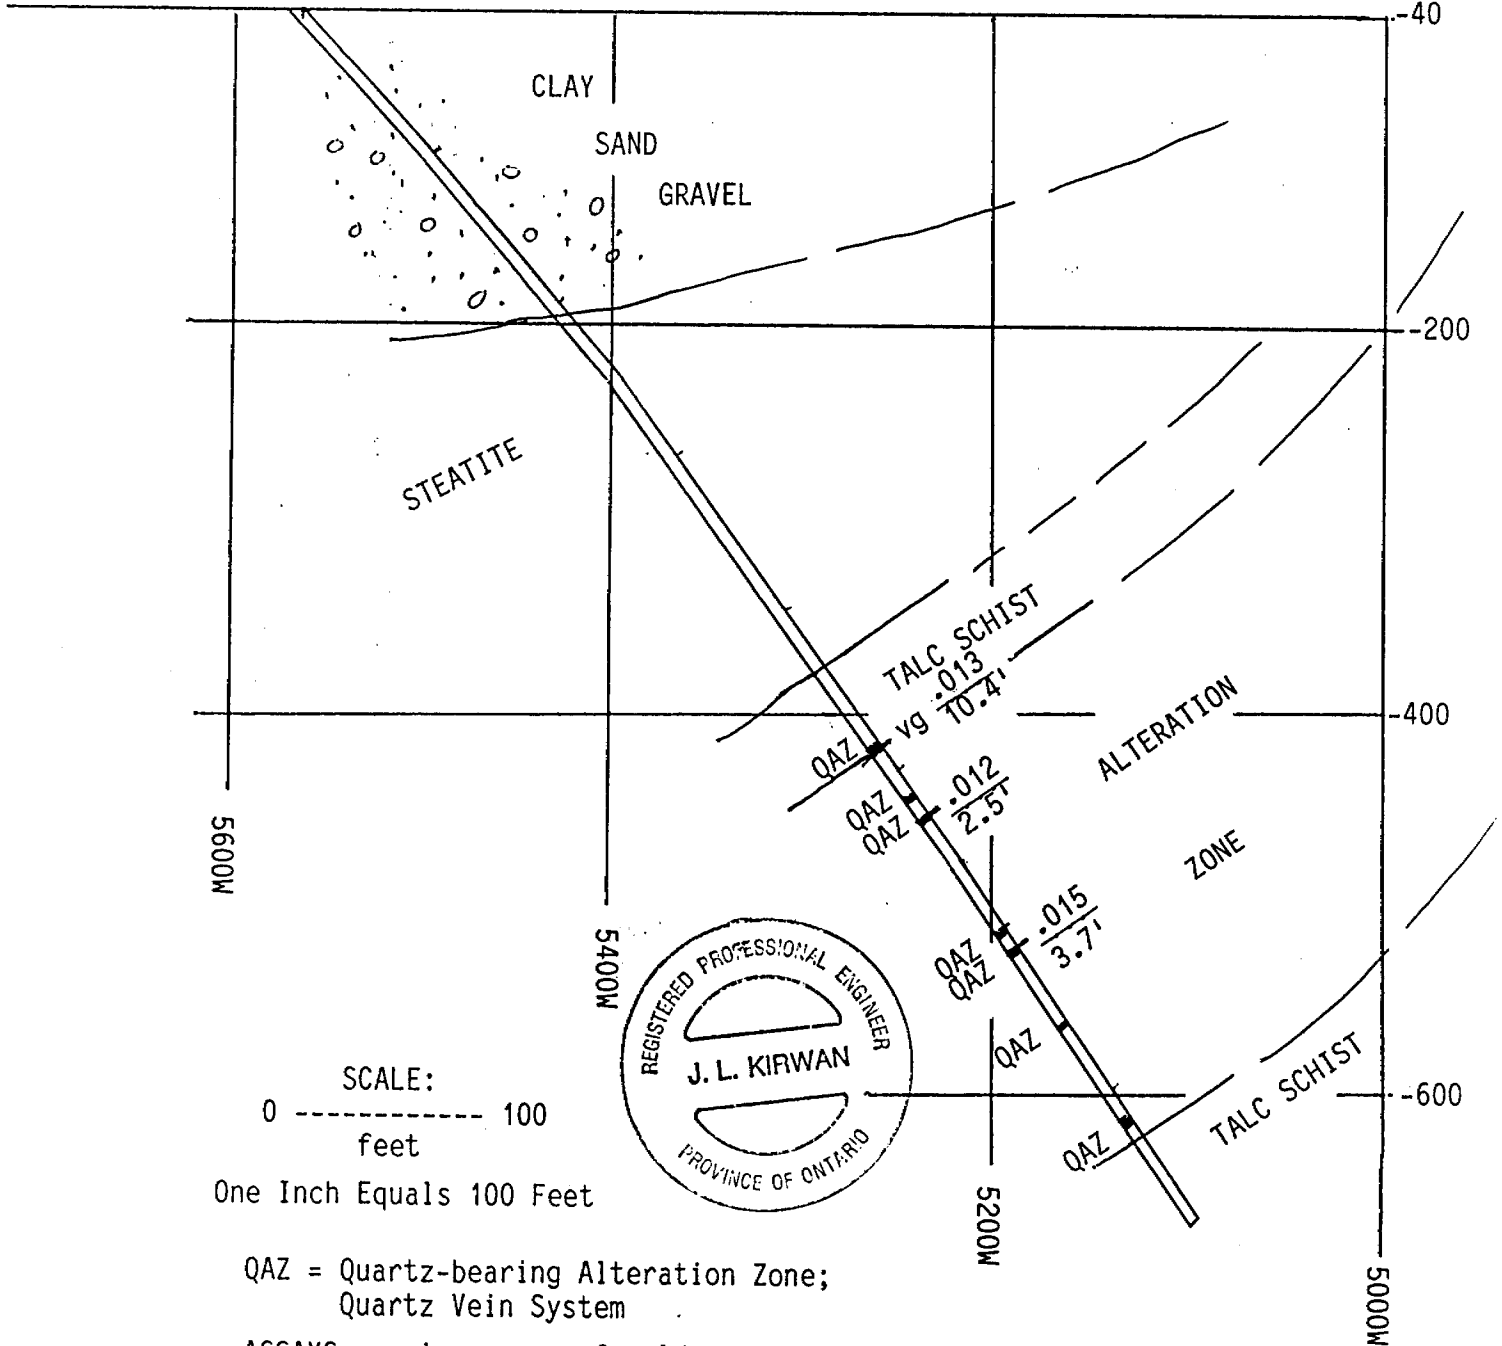 -40
CLAY
SAND
GRAVEL
-200
STEATITE
TALC SCHIST
vg .013
10.4'
-400
QAZ
ALTERATION
QAZ
.012
2.5'
QAZ
5600W
ZONE
.015
3.7'
5400W
QAZ
QAZ
REGISTERED PROFESSIONAL ENGINEER
J. L. KIRWAN
PROVINCE OF ONTARIO
QAZ
TALC SCHIST
-600
QAZ
SCALE:
0 ------------ 100
feet
One Inch Equals 100 Feet
5200W
5000W
QAZ = Quartz-bearing Alteration Zone;
Quartz Vein System